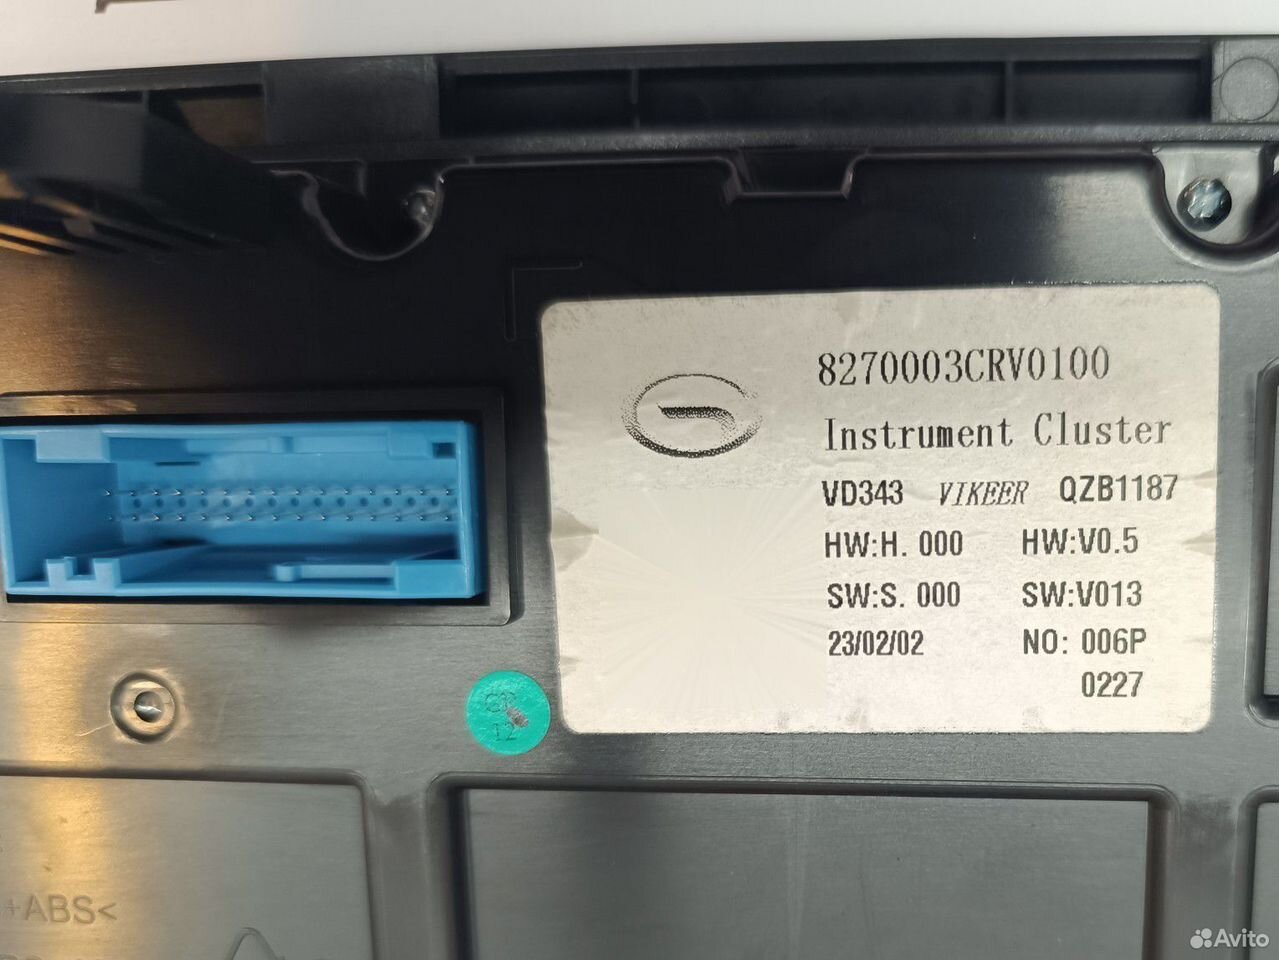 8270003CRV0100
Instrument Cluster
VD343 VIKEER QZB1187
HW:H. 000 HW:V0.5
SW:S. 000 SW:V013
23/02/02 NO: 006P
0227
12
+ABS<
Avito